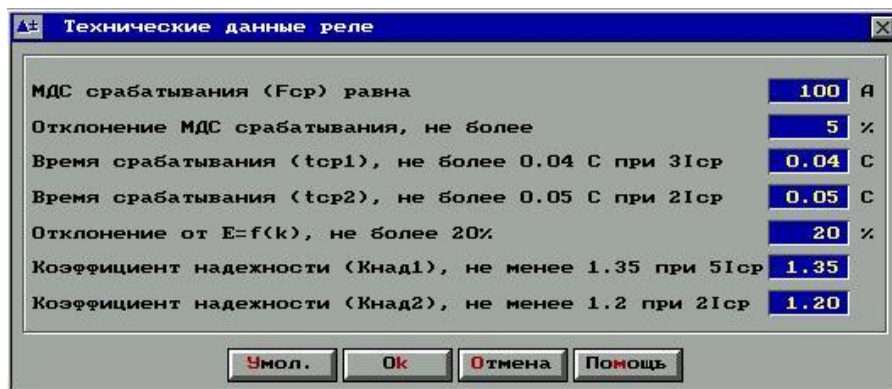 Технические данные реле
МДС срабатывания (Fср) равна 100 А
Отклонение МДС срабатывания, не более 5 %
Время срабатывания (tср1), не более 0.04 С при 3Iср 0.04 С
Время срабатывания (tср2), не более 0.05 С при 2Iср 0.05 С
Отклонение от E=f(k), не более 20% 20 %
Коэффициент надежности (Кнад1), не менее 1.35 при 5Iср 1.35
Коэффициент надежности (Кнад2), не менее 1.2 при 2Iср 1.20
Умол. Ok Отмена Помощь